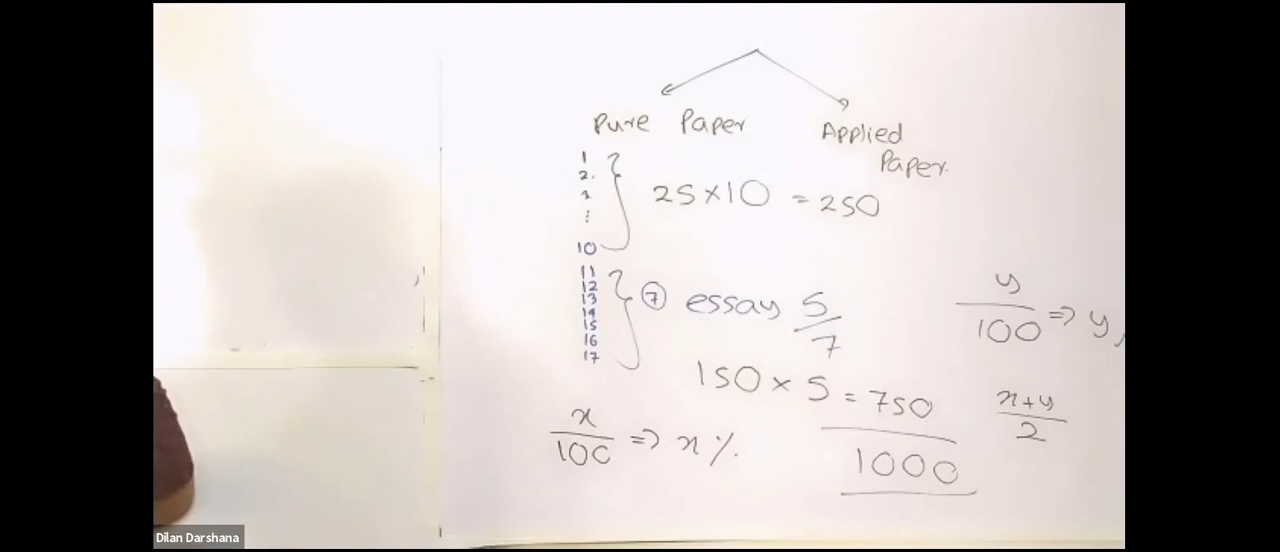 Pure Paper
Applied
Paper.
1
2.
3
⋮
10
25×10 = 250
11
12
13
14
15
16
17
7 essay 5/7
150 × 5 = 750
1000
x/100 => x %.
y/100 => y
x+y/2
Dilan Darshana